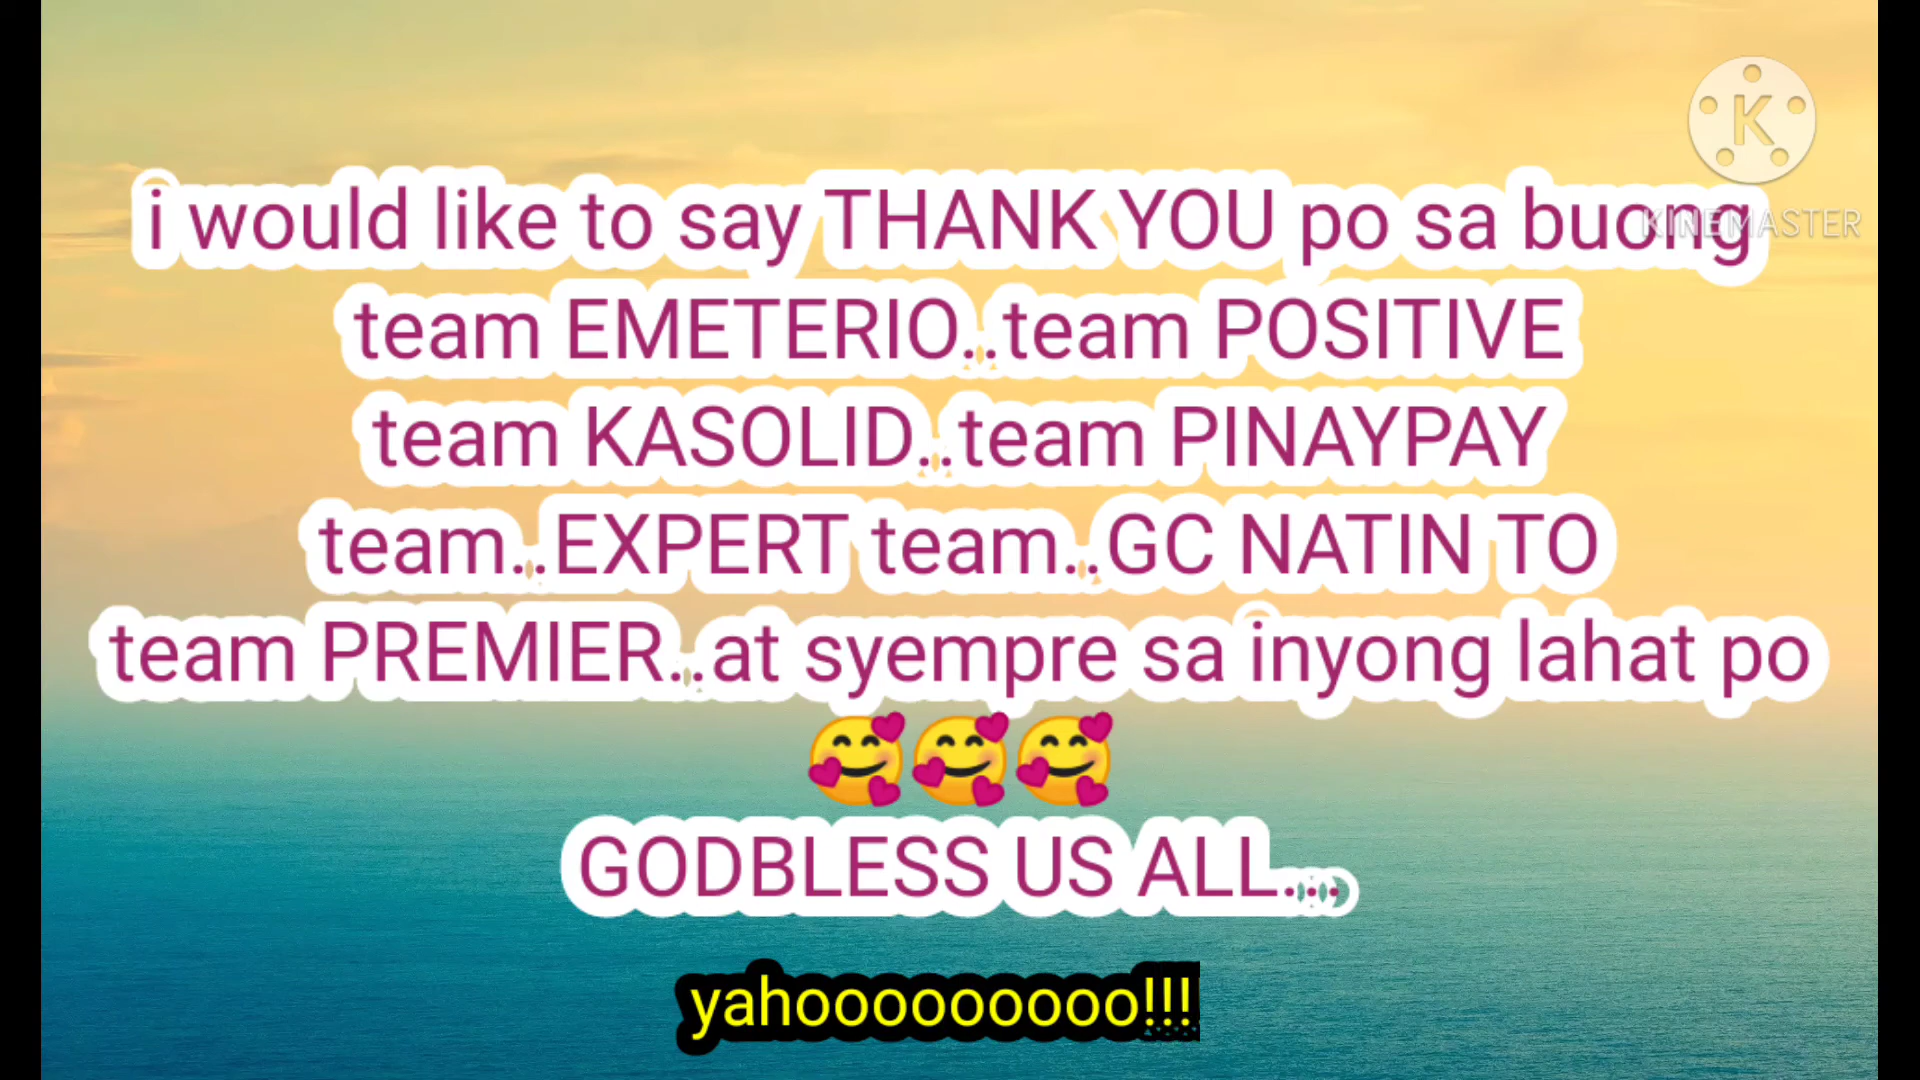 K
KINEMASTER
i would like to say THANK YOU po sa buong
team EMETERIO..team POSITIVE
team KASOLID..team PINAYPAY
team..EXPERT team..GC NATIN TO
team PREMIER..at syempre sa inyong lahat po
🥰🥰🥰
GODBLESS US ALL....
yahooooooooo!!!